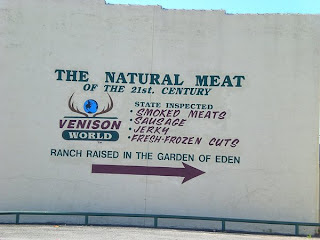 THE NATURAL MEAT
OF THE 21st. CENTURY
VENISON
WORLD
STATE INSPECTED
• SMOKED MEATS
• SAUSAGE
• JERKY
• FRESH-FROZEN CUTS
RANCH RAISED IN THE GARDEN OF EDEN